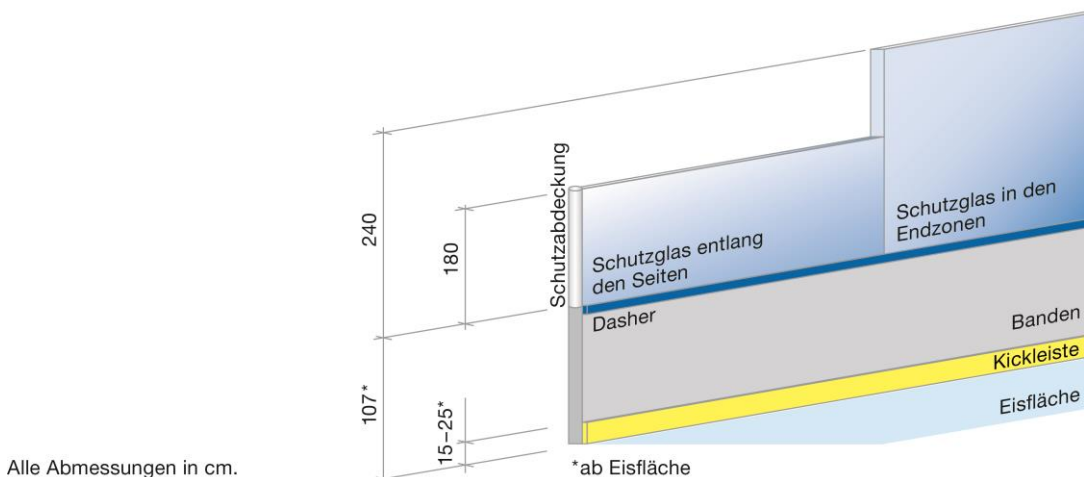 240
180
107*
15–25*
Schutzabdeckung
Schutzglas entlang
den Seiten
Schutzglas in den
Endzonen
Dasher
Banden
Kickleiste
Eisfläche
Alle Abmessungen in cm.
*ab Eisfläche